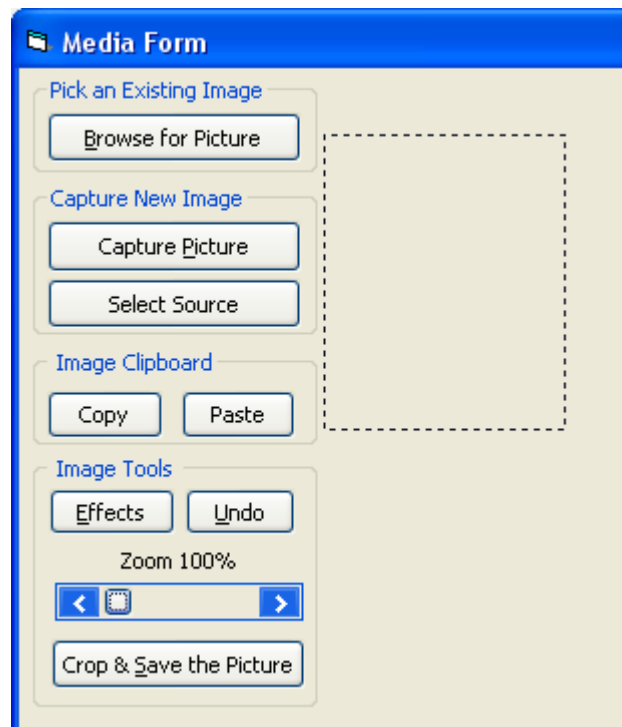 Media Form
Pick an Existing Image
Browse for Picture
Capture New Image
Capture Picture
Select Source
Image Clipboard
Copy Paste
Image Tools
Effects Undo
Zoom 100%
Crop & Save the Picture